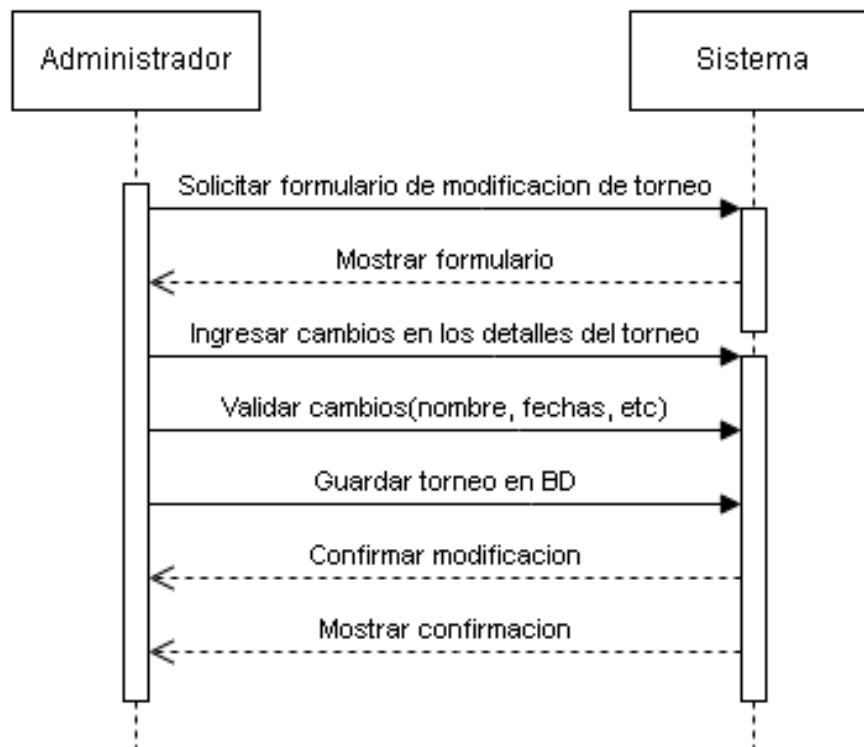 Administrador
Sistema
Solicitar formulario de modificacion de torneo
Mostrar formulario
Ingresar cambios en los detalles del torneo
Validar cambios(nombre, fechas, etc)
Guardar torneo en BD
Confirmar modificacion
Mostrar confirmacion